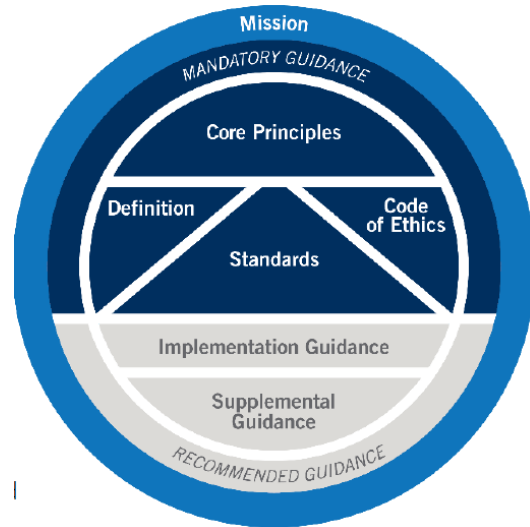 Mission
MANDATORY GUIDANCE
Core Principles
Definition
Code
of Ethics
Standards
Implementation Guidance
Supplemental
Guidance
RECOMMENDED GUIDANCE